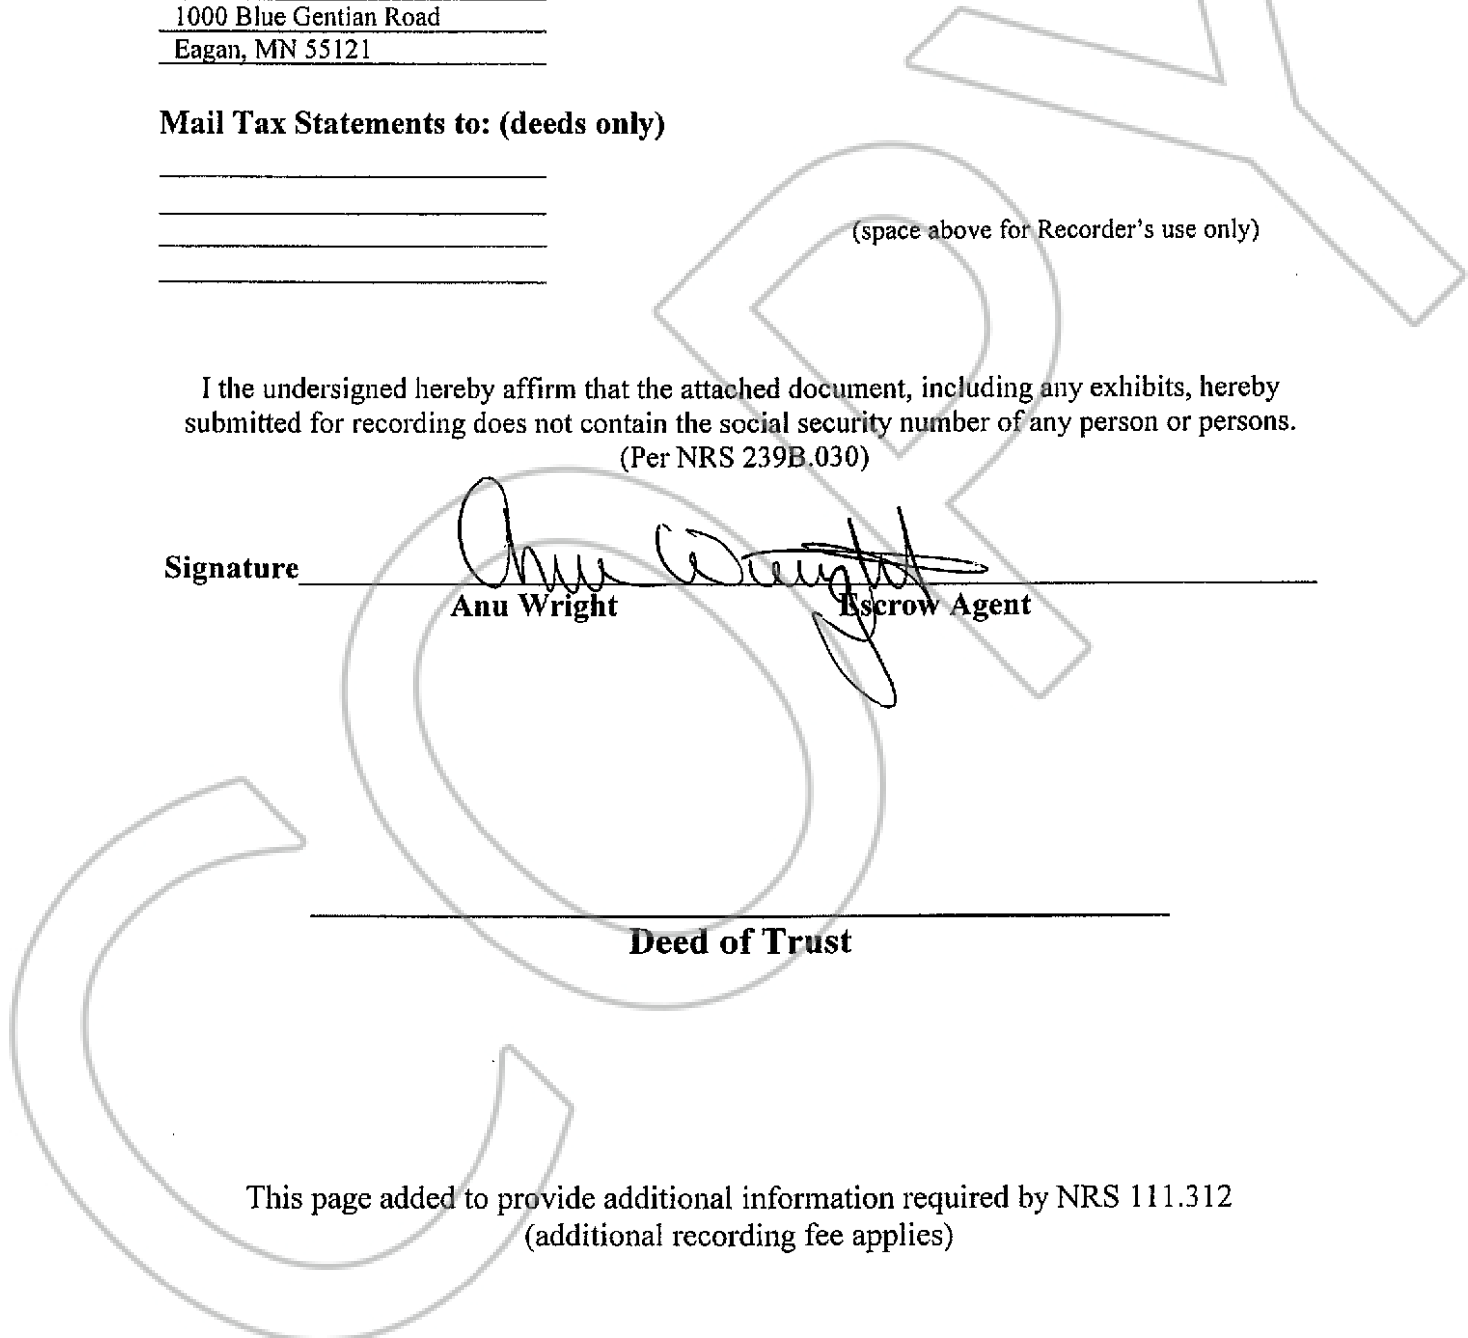 1000 Blue Gentian Road
Eagan, MN 55121
Mail Tax Statements to: (deeds only)
(space above for Recorder's use only)
I the undersigned hereby affirm that the attached document, including any exhibits, hereby
submitted for recording does not contain the social security number of any person or persons.
(Per NRS 239B.030)
Signature Anu Wright
Anu Wright Escrow Agent
Deed of Trust
This page added to provide additional information required by NRS 111.312
(additional recording fee applies)
COPY